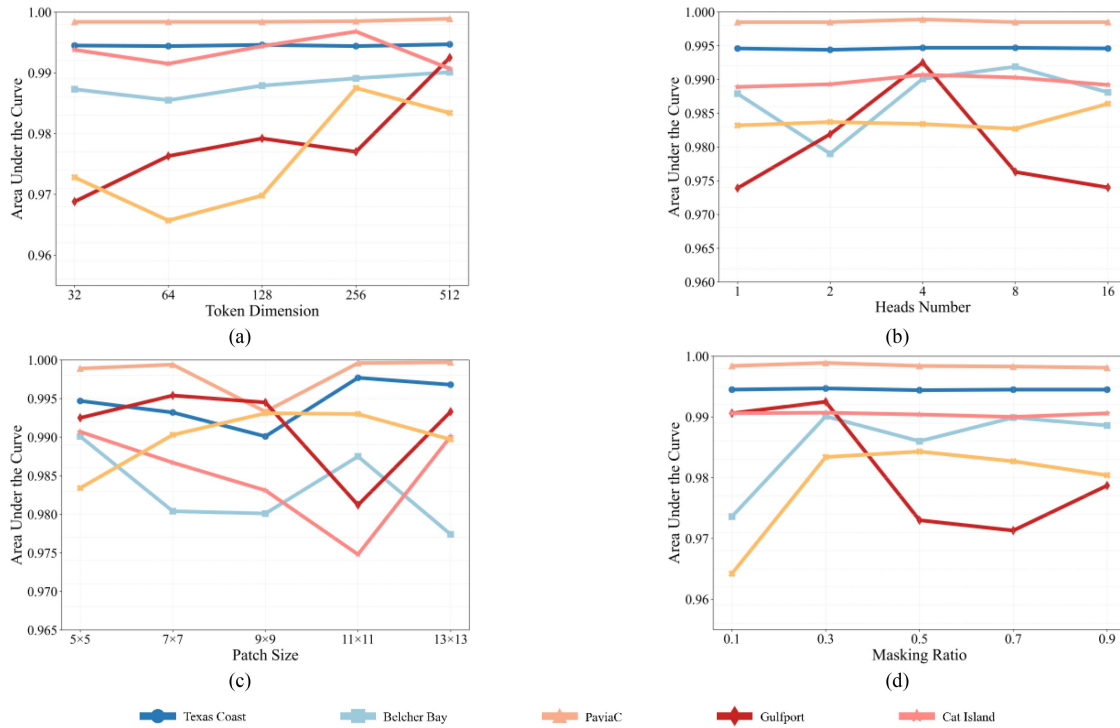 1.00
0.99
0.98
0.97
0.96
Area Under the Curve
32 64 128 256 512
Token Dimension
(a)
1.000
0.995
0.990
0.985
0.980
0.975
0.970
0.965
0.960
Area Under the Curve
1 2 4 8 16
Heads Number
(b)
1.000
0.995
0.990
0.985
0.980
0.975
0.970
0.965
Area Under the Curve
5×5 7×7 9×9 11×11 13×13
Patch Size
(c)
1.00
0.99
0.98
0.97
0.96
Area Under the Curve
0.1 0.3 0.5 0.7 0.9
Masking Ratio
(d)
Texas Coast Belcher Bay PaviaC Gulfport Cat Island